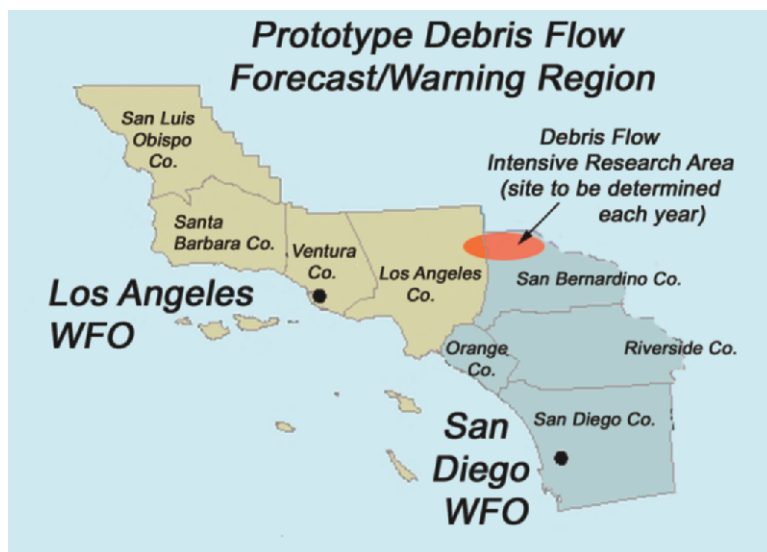 Prototype Debris Flow
Forecast/Warning Region
San Luis
Obispo
Co.
Debris Flow
Intensive Research Area
(site to be determined
each year)
Santa
Barbara Co.
Ventura
Co.
Los Angeles
Co.
San Bernardino Co.
Los Angeles
WFO
Orange
Co.
Riverside Co.
San Diego Co.
San
Diego
WFO